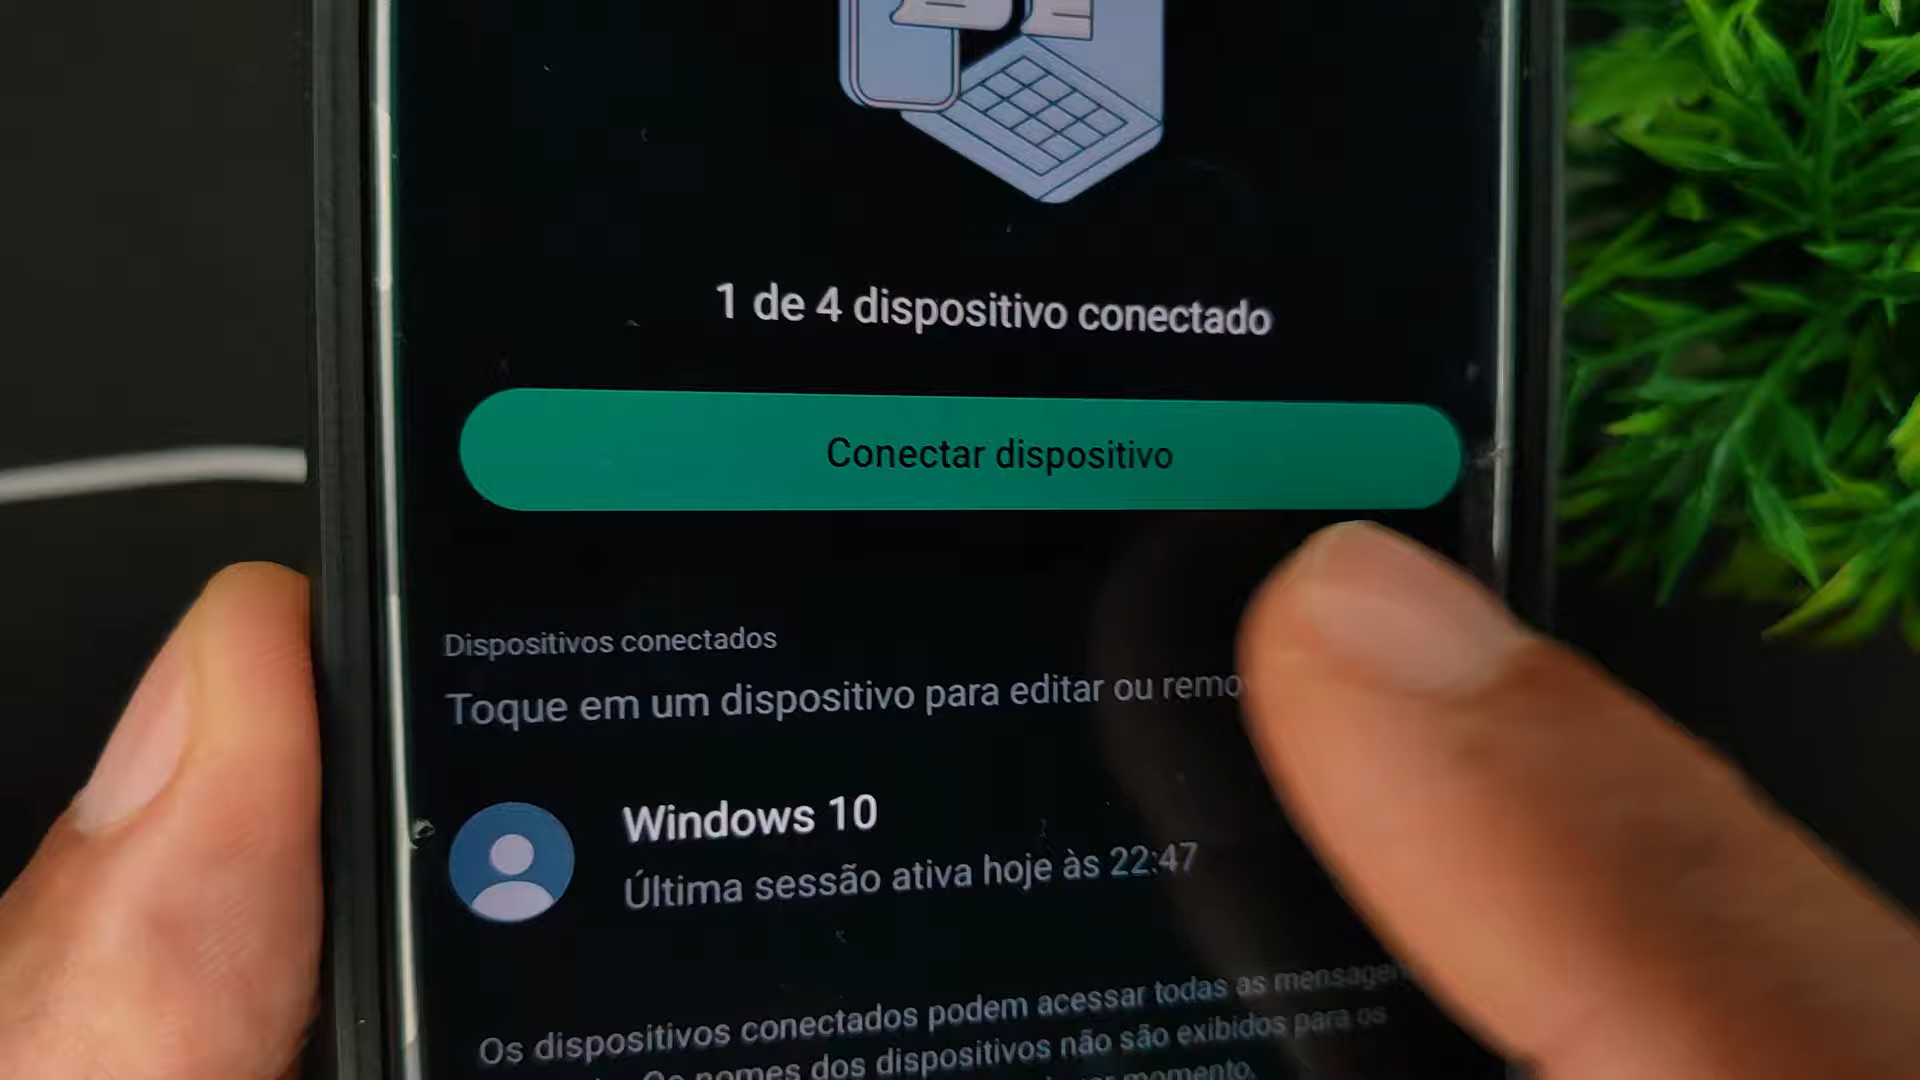 1 de 4 dispositivo conectado
Conectar dispositivo
Dispositivos conectados
Toque em um dispositivo para editar ou remo
Windows 10
Última sessão ativa hoje às 22:47
Os dispositivos conectados podem acessar todas as mensagen
nomes dos dispositivos não são exibidos para os
momento.